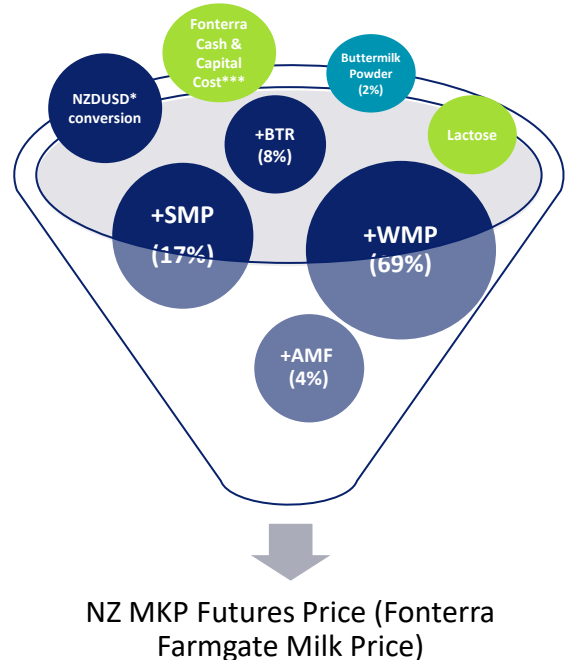 Fonterra
Cash &
Capital
Cost***
Buttermilk
Powder
(2%)
NZDUSD*
conversion
+BTR
(8%)
Lactose
+SMP
(17%)
+WMP
(69%)
+AMF
(4%)
NZ MKP Futures Price (Fonterra
Farmgate Milk Price)